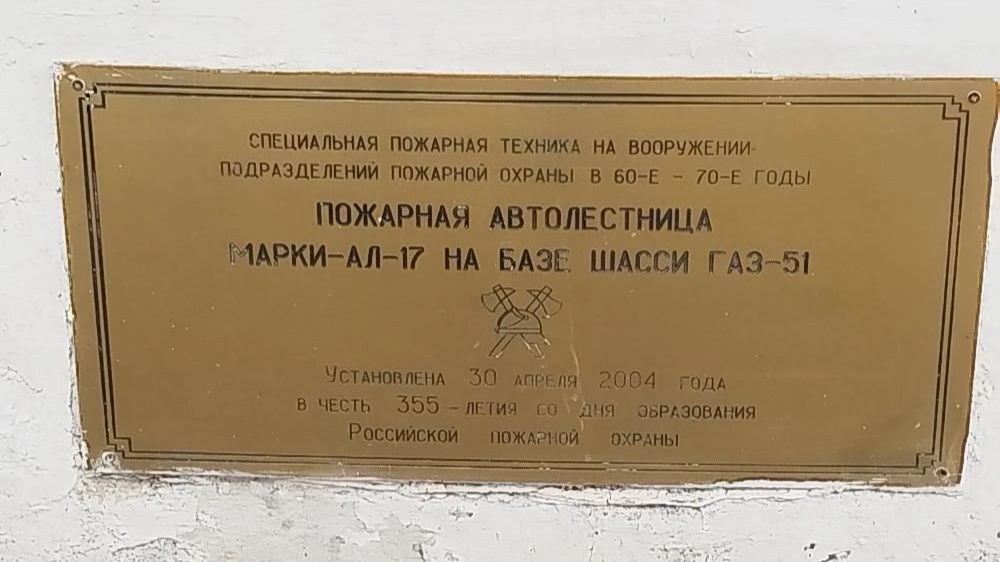 СПЕЦИАЛЬНАЯ ПОЖАРНАЯ ТЕХНИКА НА ВООРУЖЕНИИ
ПОДРАЗДЕЛЕНИЙ ПОЖАРНОЙ ОХРАНЫ В 60-Е - 70-Е ГОДЫ
ПОЖАРНАЯ АВТОЛЕСТНИЦА
МАРКИ-АЛ-17 НА БАЗЕ ШАССИ ГАЗ-51
УСТАНОВЛЕНА 30 АПРЕЛЯ 2004 ГОДА
В ЧЕСТЬ 355 - ЛЕТИЯ СО ДНЯ ОБРАЗОВАНИЯ
РОССИЙСКОЙ ПОЖАРНОЙ ОХРАНЫ